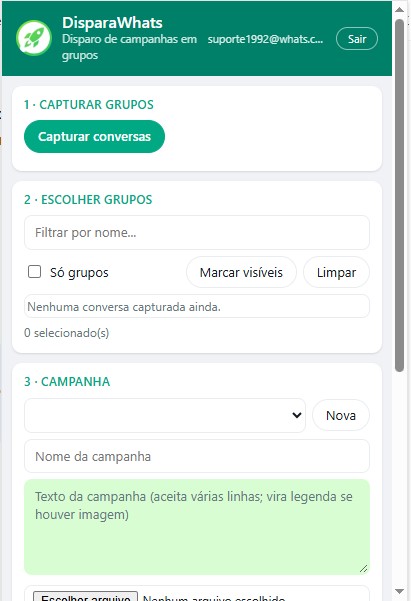 DisparaWhats
Disparo de campanhas em grupos
suporte1992@whats.c...
Sair
1 · CAPTURAR GRUPOS
Capturar conversas
2 · ESCOLHER GRUPOS
Filtrar por nome...
Só grupos
Marcar visíveis
Limpar
Nenhuma conversa capturada ainda.
0 selecionado(s)
3 · CAMPANHA
Nova
Nome da campanha
Texto da campanha (aceita várias linhas; vira legenda se
houver imagem)
Escolher arquivo Nenhum arquivo escolhido